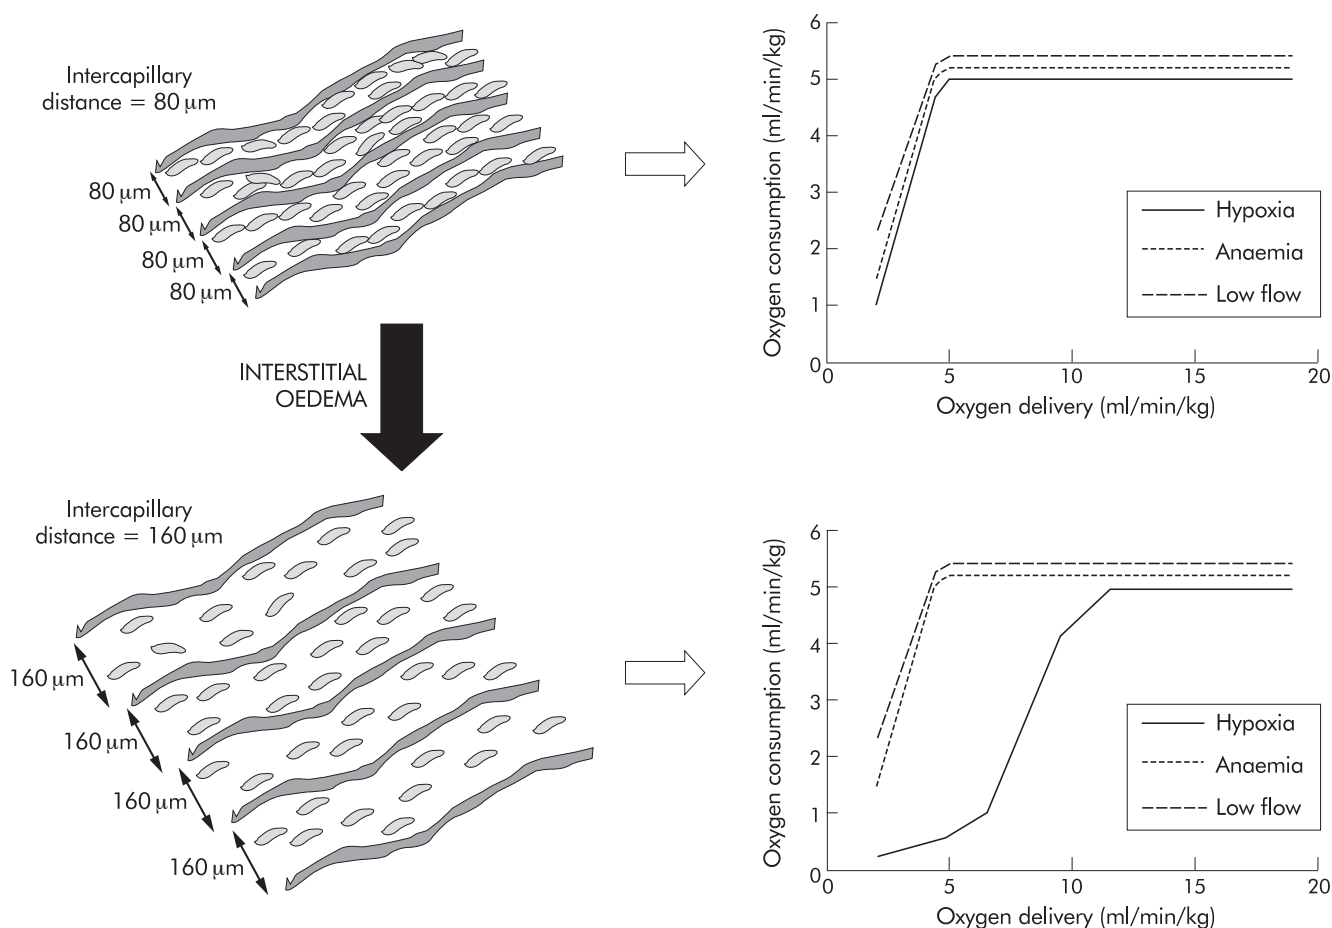 Intercapillary
distance = 80 µm
80 µm
80 µm
80 µm
80 µm
Oxygen consumption (ml/min/kg)
6
5
4
3
2
1
0
0
5
10
15
20
Oxygen delivery (ml/min/kg)
Hypoxia
Anaemia
Low flow
INTERSTITIAL
OEDEMA
Intercapillary
distance = 160 µm
160 µm
160 µm
160 µm
160 µm
Oxygen consumption (ml/min/kg)
6
5
4
3
2
1
0
0
5
10
15
20
Oxygen delivery (ml/min/kg)
Hypoxia
Anaemia
Low flow